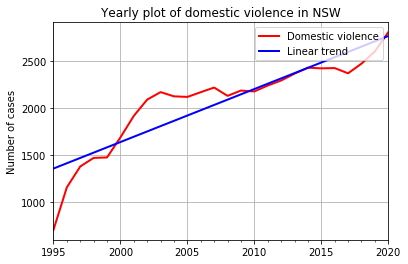 Yearly plot of domestic violence in NSW
Domestic violence
Linear trend
Number of cases
2500
2000
1500
1000
1995
2000
2005
2010
2015
2020